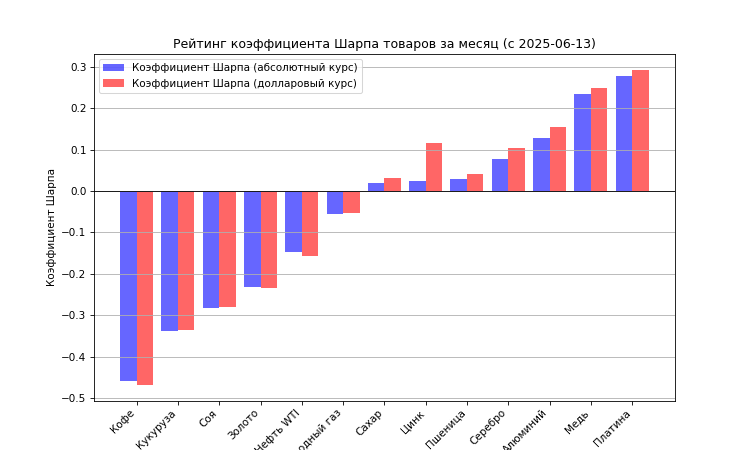 Рейтинг коэффициента Шарпа товаров за месяц (с 2025-06-13)
Коэффициент Шарпа (абсолютный курс)
Коэффициент Шарпа (долларовый курс)
Коэффициент Шарпа
0.3
0.2
0.1
0.0
−0.1
−0.2
−0.3
−0.4
−0.5
Кофе
Кукуруза
Соя
Золото
Нефть WTI
одный газ
Сахар
Цинк
Пшеница
Серебро
Алюминий
Медь
Платина